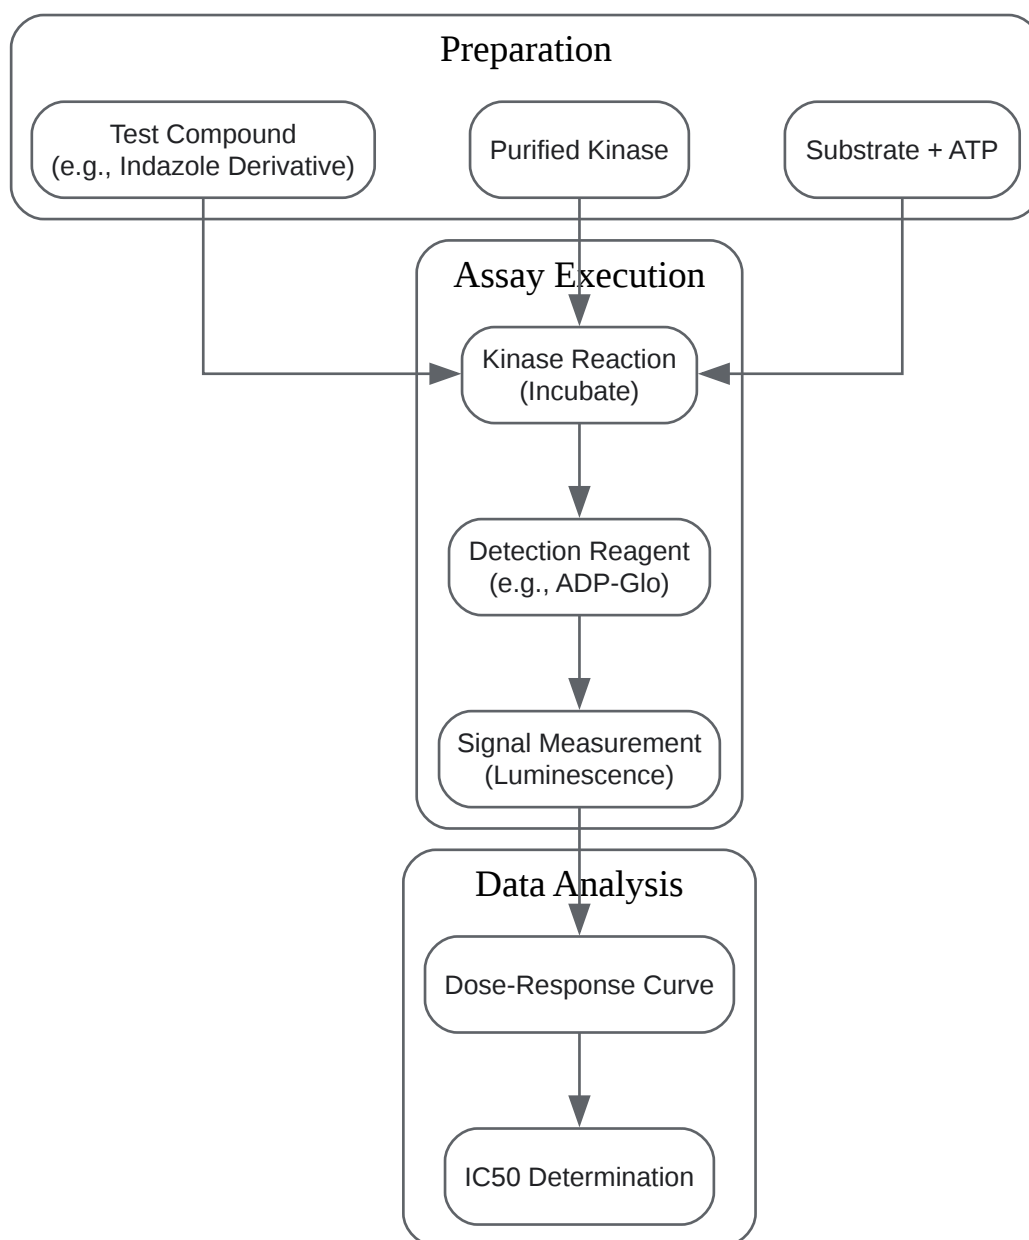 Preparation
Test Compound
(e.g., Indazole Derivative)
Purified Kinase
Substrate + ATP
Assay Execution
Kinase Reaction
(Incubate)
Detection Reagent
(e.g., ADP-Glo)
Signal Measurement
(Luminescence)
Data Analysis
Dose-Response Curve
IC50 Determination